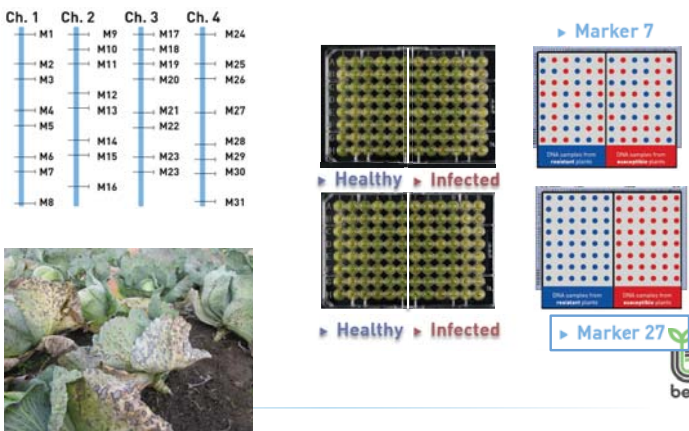 Ch. 1 Ch. 2 Ch. 3 Ch. 4
M1
M2
M3
M4
M5
M6
M7
M8
M9
M10
M11
M12
M13
M14
M15
M16
M17
M18
M19
M20
M21
M22
M23
M23
M24
M25
M26
M27
M28
M29
M30
M31
▸ Healthy ▸ Infected
▸ Healthy ▸ Infected
▸ Marker 7
DNA samples from
resistant plants
DNA samples from
susceptible plants
DNA samples from
resistant plants
DNA samples from
susceptible plants
▸ Marker 27
be